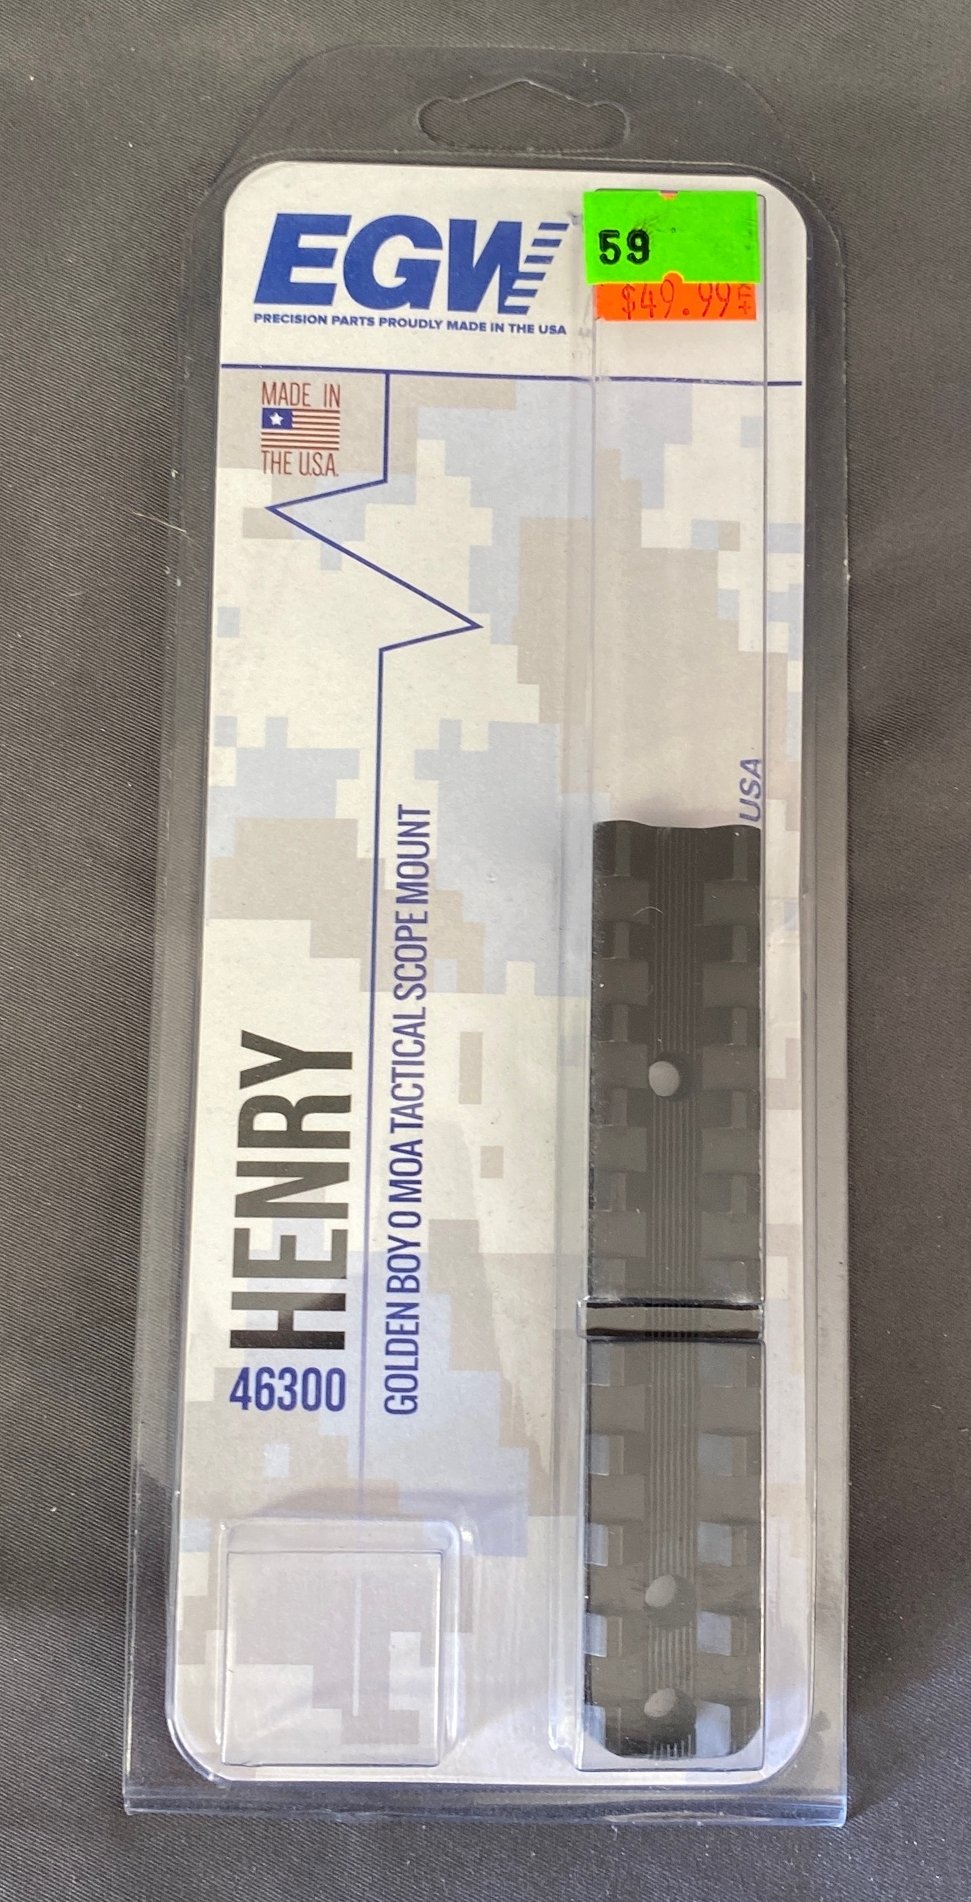 EGW
PRECISION PARTS PROUDLY MADE IN THE USA
59
$49.99
MADE IN
THE U.S.A.
USA
HENRY
46300
GOLDEN BOY 0 MOA TACTICAL SCOPE MOUNT